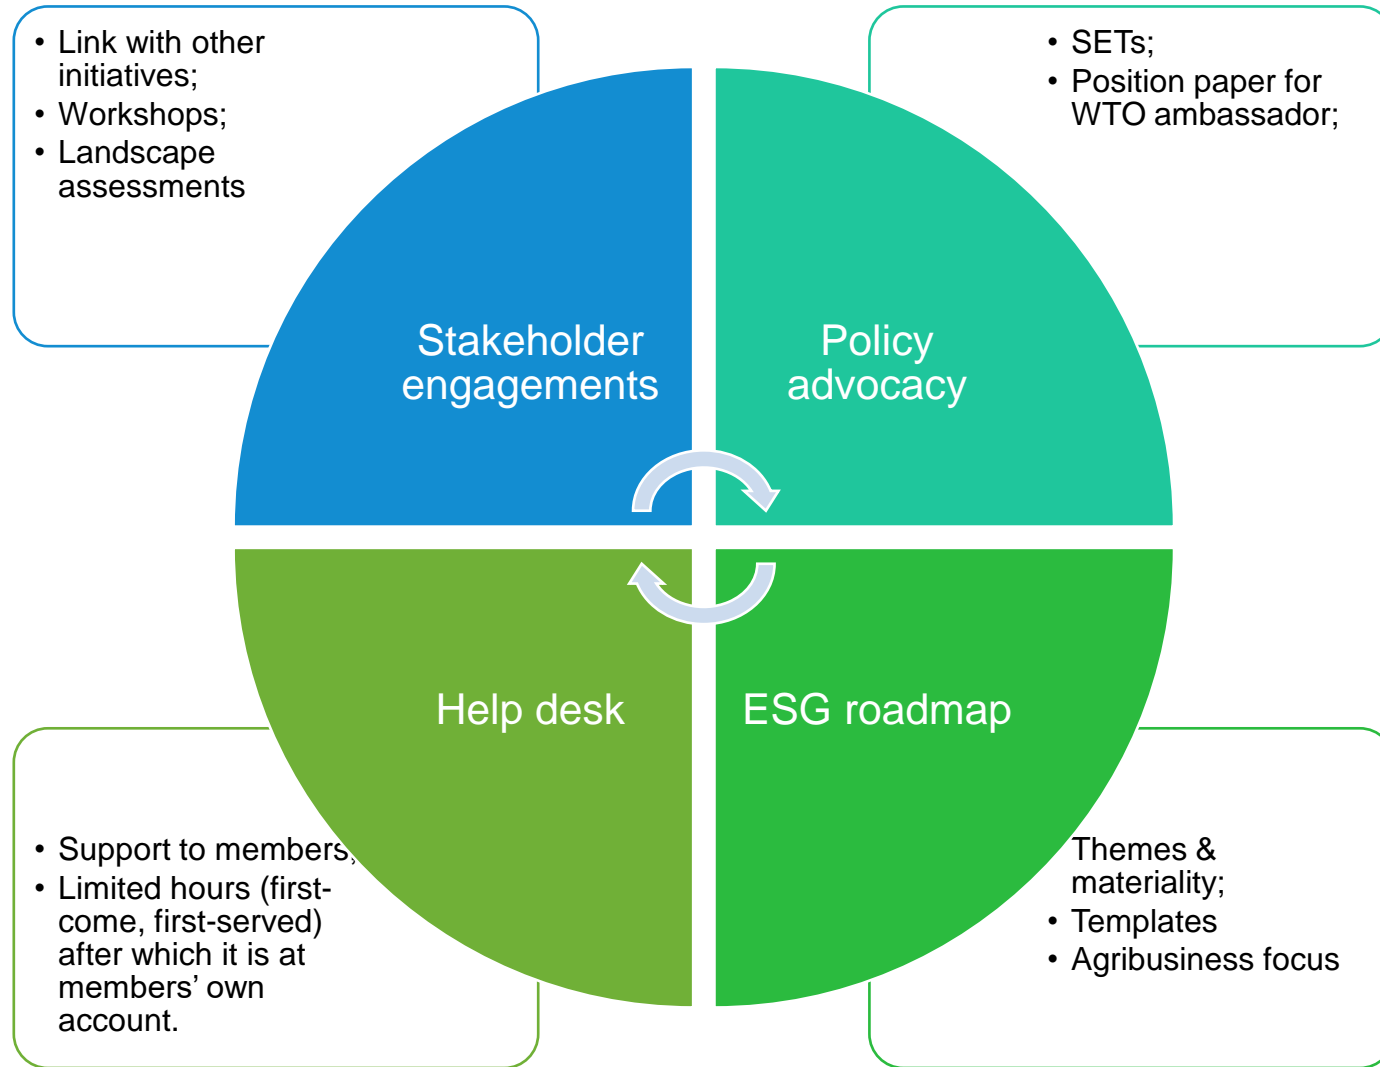 • Link with other
initiatives;
• Workshops;
• Landscape
assessments
• SETs;
• Position paper for
WTO ambassador;
Stakeholder
engagements
Policy
advocacy
Help desk
ESG roadmap
• Support to members;
• Limited hours (first-
come, first-served)
after which it is at
members’ own
account.
Themes &
materiality;
• Templates
• Agribusiness focus